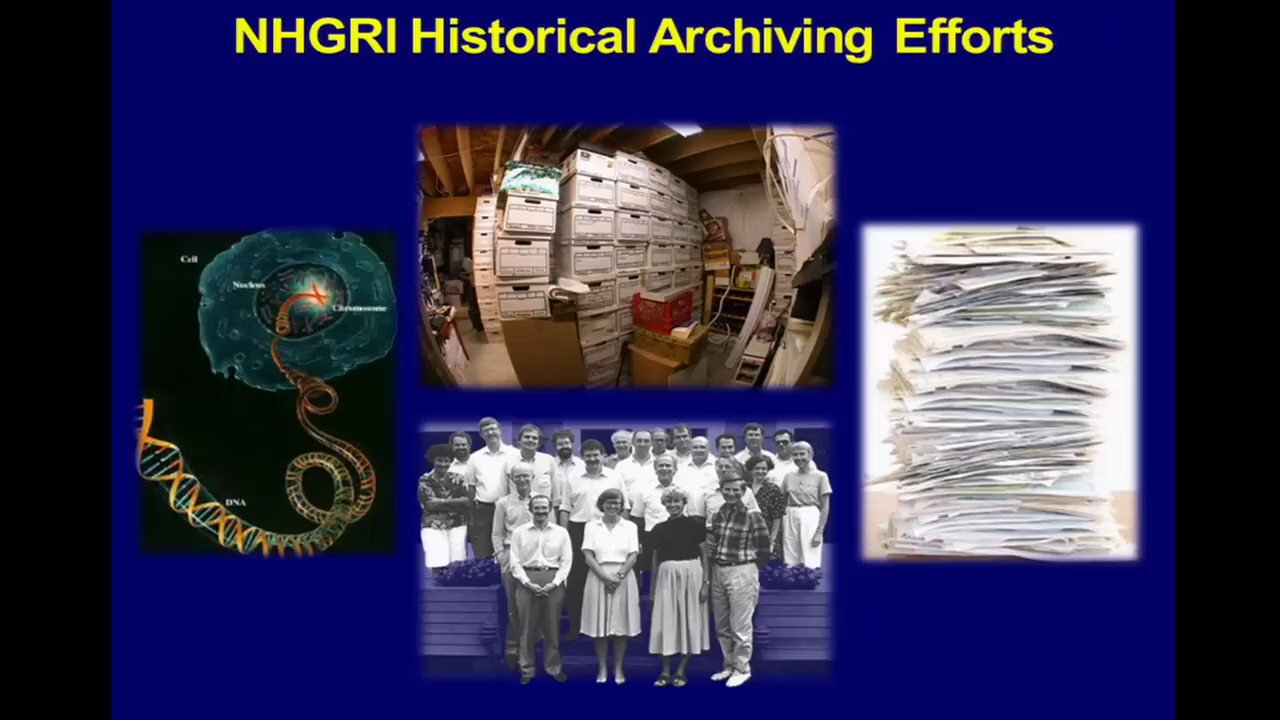 NHGRI Historical Archiving Efforts
Cell
Nucleus
Chromosome
DNA